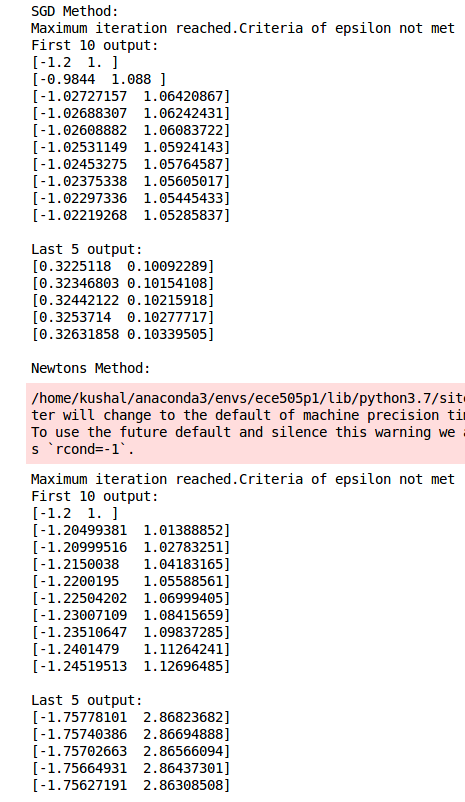 SGD Method:
Maximum iteration reached.Criteria of epsilon not met
First 10 output:
[-1.2  1. ]
[-0.9844  1.088 ]
[-1.02727157  1.06420867]
[-1.02688307  1.06242431]
[-1.02608882  1.06083722]
[-1.02531149  1.05924143]
[-1.02453275  1.05764587]
[-1.02375338  1.05605017]
[-1.02297336  1.05445433]
[-1.02219268  1.05285837]
Last 5 output:
[0.3225118  0.10092289]
[0.32346803 0.10154108]
[0.32442122 0.10215918]
[0.3253714  0.10277717]
[0.32631858 0.10339505]
Newtons Method:
/home/kushal/anaconda3/envs/ece505p1/lib/python3.7/site
ter will change to the default of machine precision tim
To use the future default and silence this warning we a
s `rcond=-1`.
Maximum iteration reached.Criteria of epsilon not met
First 10 output:
[-1.2  1. ]
[-1.20499381  1.01388852]
[-1.20999516  1.02783251]
[-1.2150038   1.04183165]
[-1.2200195   1.05588561]
[-1.22504202  1.06999405]
[-1.23007109  1.08415659]
[-1.23510647  1.09837285]
[-1.2401479   1.11264241]
[-1.24519513  1.12696485]
Last 5 output:
[-1.75778101  2.86823682]
[-1.75740386  2.86694888]
[-1.75702663  2.86566094]
[-1.75664931  2.86437301]
[-1.75627191  2.86308508]